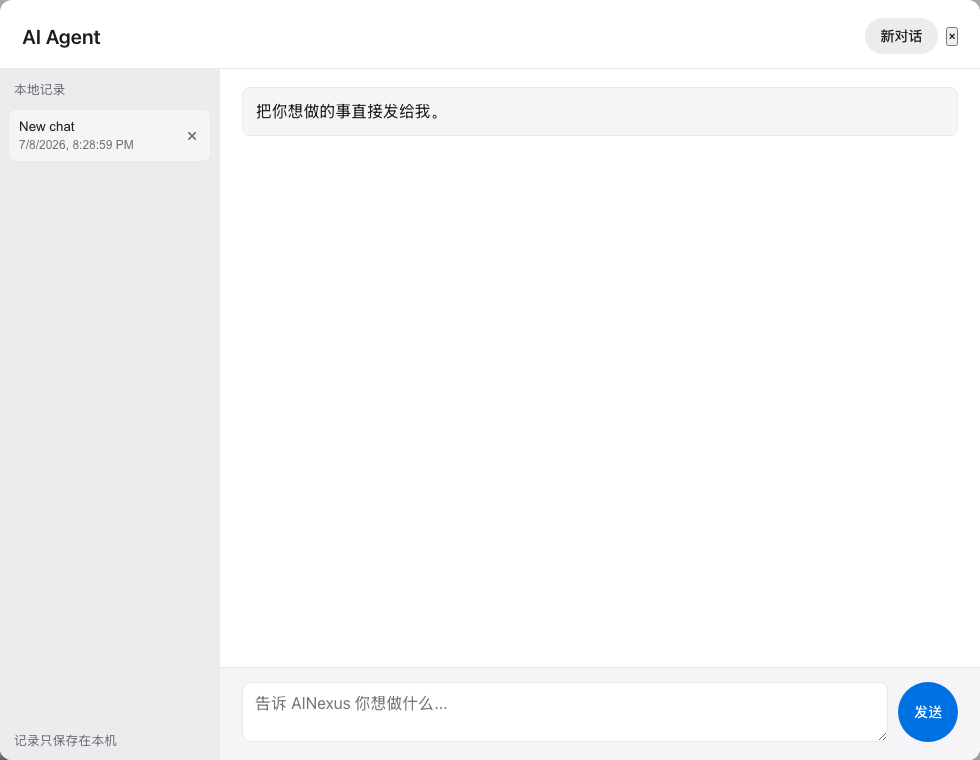 AI Agent
新对话
×
本地记录
New chat
7/8/2026, 8:28:59 PM
×
把你想做的事直接发给我。
告诉 AINexus 你想做什么...
发送
记录只保存在本机